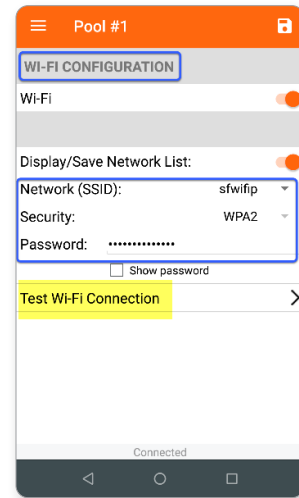 Pool #1
WI-FI CONFIGURATION
Wi-Fi
Display/Save Network List:
Network (SSID): sfwifip
Security: WPA2
Password: ••••••••••••••
Show password
Test Wi-Fi Connection
Connected